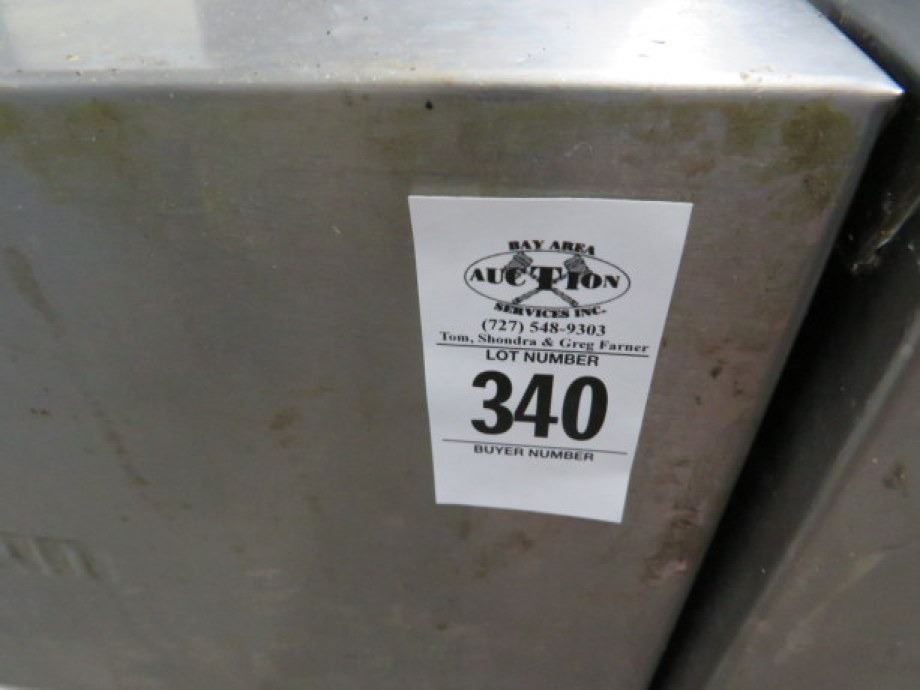 BAY AREA
AUCTION
SERVICES INC.
(727) 548-9303
Tom, Shondra & Greg Farner
LOT NUMBER
340
BUYER NUMBER